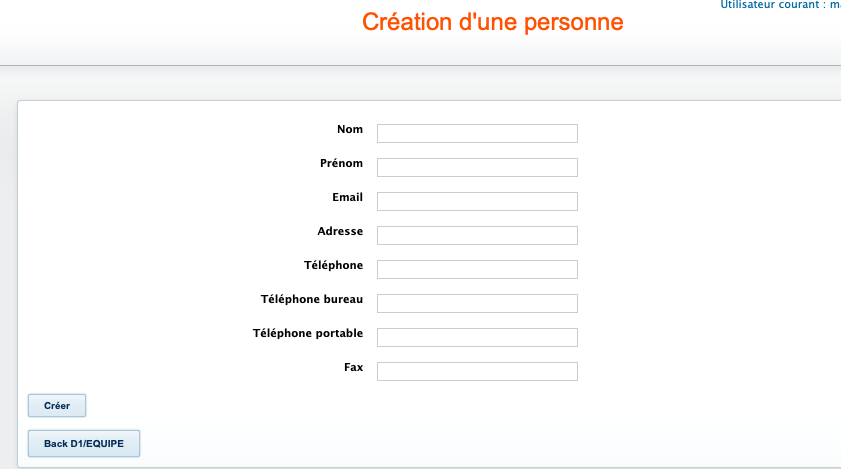 Utilisateur courant :
Création d'une personne
Nom
Prénom
Email
Adresse
Téléphone
Téléphone bureau
Téléphone portable
Fax
Créer
Back D1/EQUIPE